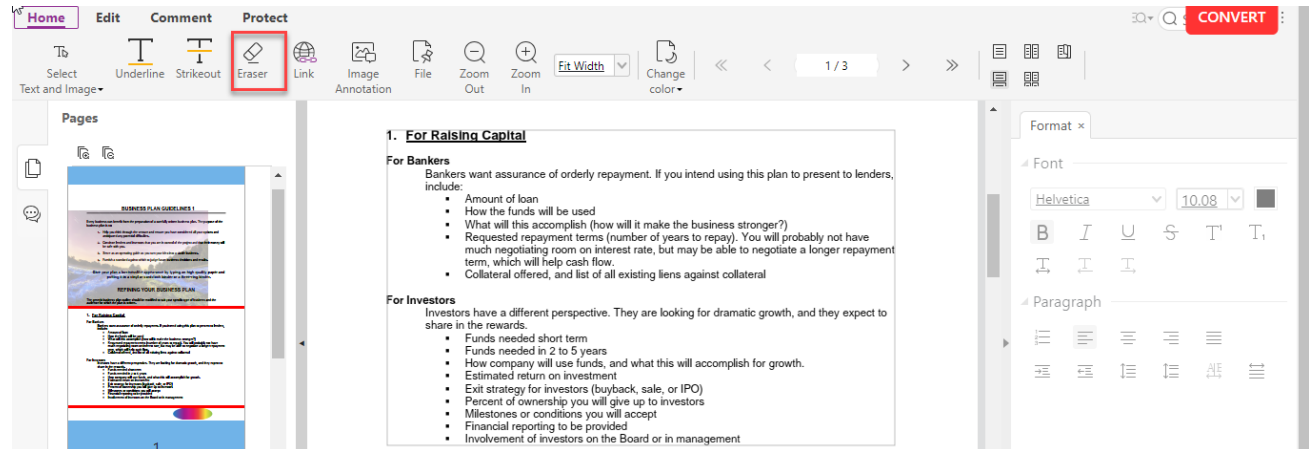 Home Edit Comment Protect
CONVERT
Select
Text and Image
Underline Strikeout Eraser Link
Image
Annotation
File
Zoom
Out
Zoom
In
Fit Width
Change
color
1 / 3
Pages
BUSINESS PLAN GUIDELINES 1
REFINING YOUR BUSINESS PLAN
1
1. For Raising Capital
For Bankers
Bankers want assurance of orderly repayment. If you intend using this plan to present to lenders,
include:
▪ Amount of loan
▪ How the funds will be used
▪ What will this accomplish (how will it make the business stronger?)
▪ Requested repayment terms (number of years to repay). You will probably not have
much negotiating room on interest rate, but may be able to negotiate a longer repayment
term, which will help cash flow.
▪ Collateral offered, and list of all existing liens against collateral
For Investors
Investors have a different perspective. They are looking for dramatic growth, and they expect to
share in the rewards.
▪ Funds needed short term
▪ Funds needed in 2 to 5 years
▪ How company will use funds, and what this will accomplish for growth.
▪ Estimated return on investment
▪ Exit strategy for investors (buyback, sale, or IPO)
▪ Percent of ownership you will give up to investors
▪ Milestones or conditions you will accept
▪ Financial reporting to be provided
▪ Involvement of investors on the Board or in management
Format ×
Font
Helvetica 10.08
Paragraph